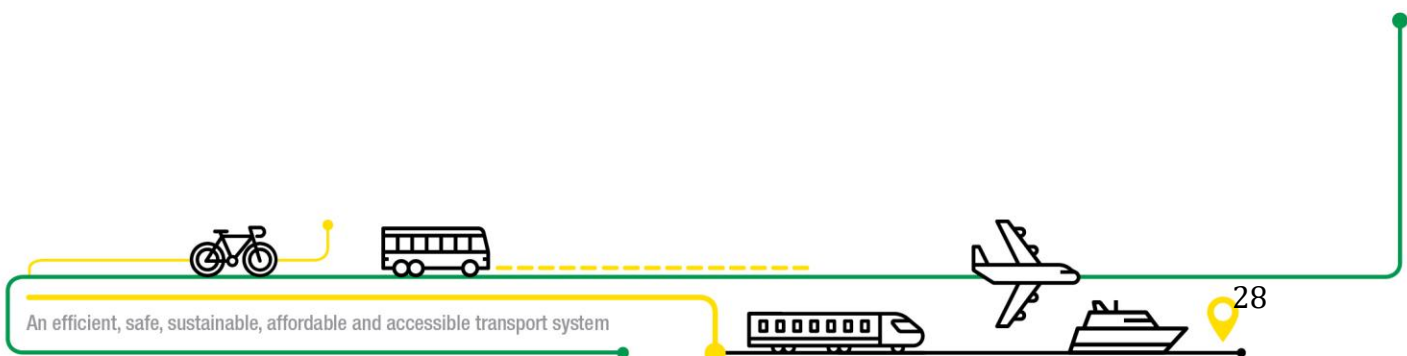 28
An efficient, safe, sustainable, affordable and accessible transport system